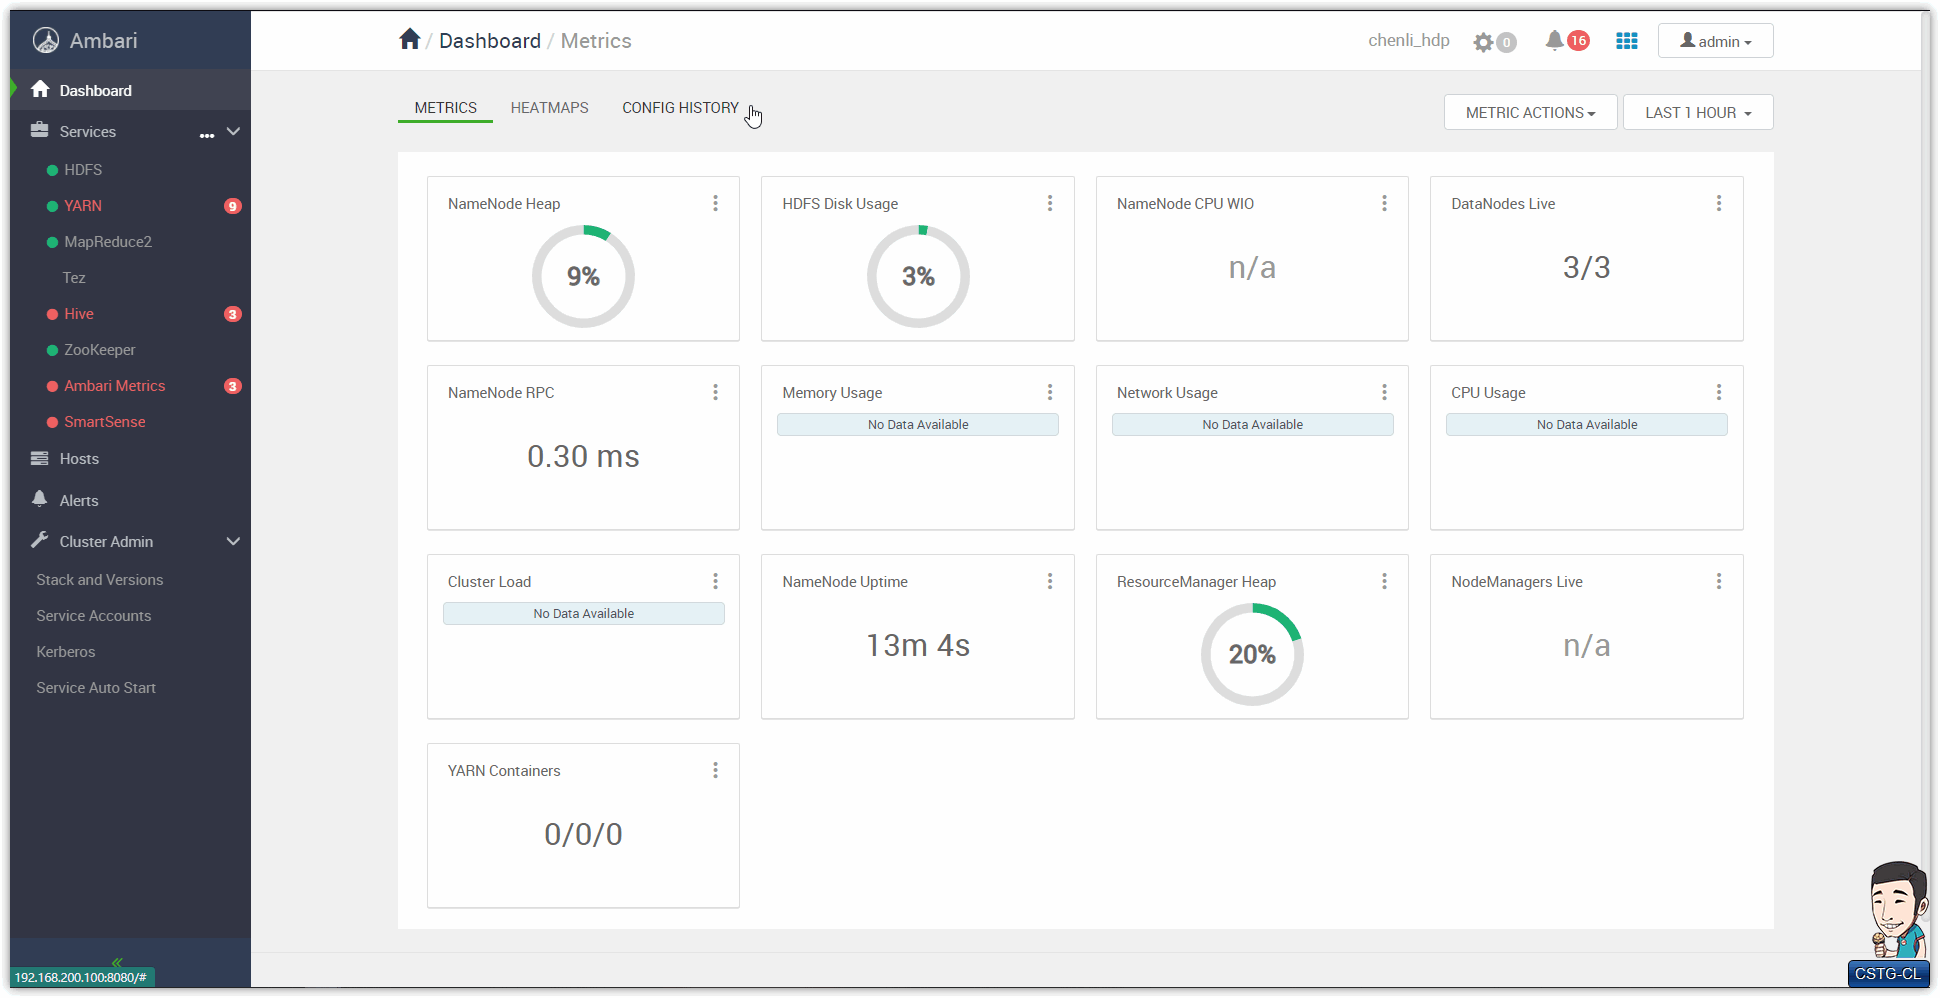 Ambari
/ Dashboard / Metrics
chenli_hdp
0
16
admin
Dashboard
Services
HDFS
YARN
9
MapReduce2
Tez
Hive
3
ZooKeeper
Ambari Metrics
3
SmartSense
Hosts
Alerts
Cluster Admin
Stack and Versions
Service Accounts
Kerberos
Service Auto Start
192.168.200.100:8080/#
METRICS
HEATMAPS
CONFIG HISTORY
METRIC ACTIONS
LAST 1 HOUR
NameNode Heap
9%
HDFS Disk Usage
3%
NameNode CPU WIO
n/a
DataNodes Live
3/3
NameNode RPC
0.30 ms
Memory Usage
No Data Available
Network Usage
No Data Available
CPU Usage
No Data Available
Cluster Load
No Data Available
NameNode Uptime
13m 4s
ResourceManager Heap
20%
NodeManagers Live
n/a
YARN Containers
0/0/0
CSTG-CL